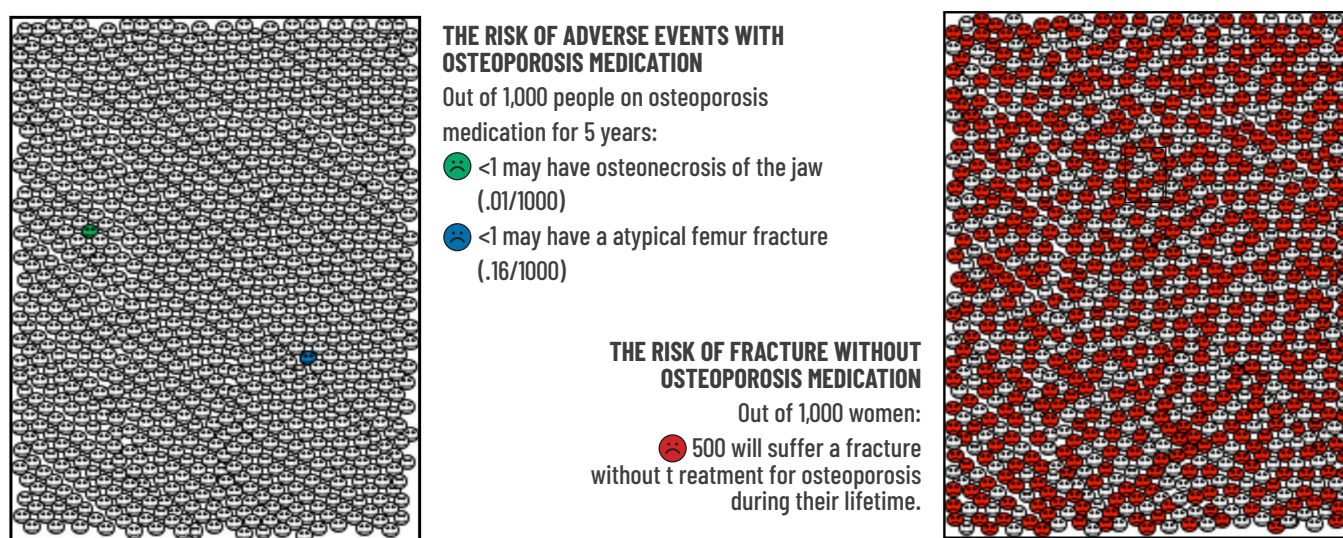 THE RISK OF ADVERSE EVENTS WITH
OSTEOPOROSIS MEDICATION
Out of 1,000 people on osteoporosis
medication for 5 years:
<1 may have osteonecrosis of the jaw
(.01/1000)
<1 may have a atypical femur fracture
(.16/1000)
THE RISK OF FRACTURE WITHOUT
OSTEOPOROSIS MEDICATION
Out of 1,000 women:
500 will suffer a fracture
without t reatment for osteoporosis
during their lifetime.